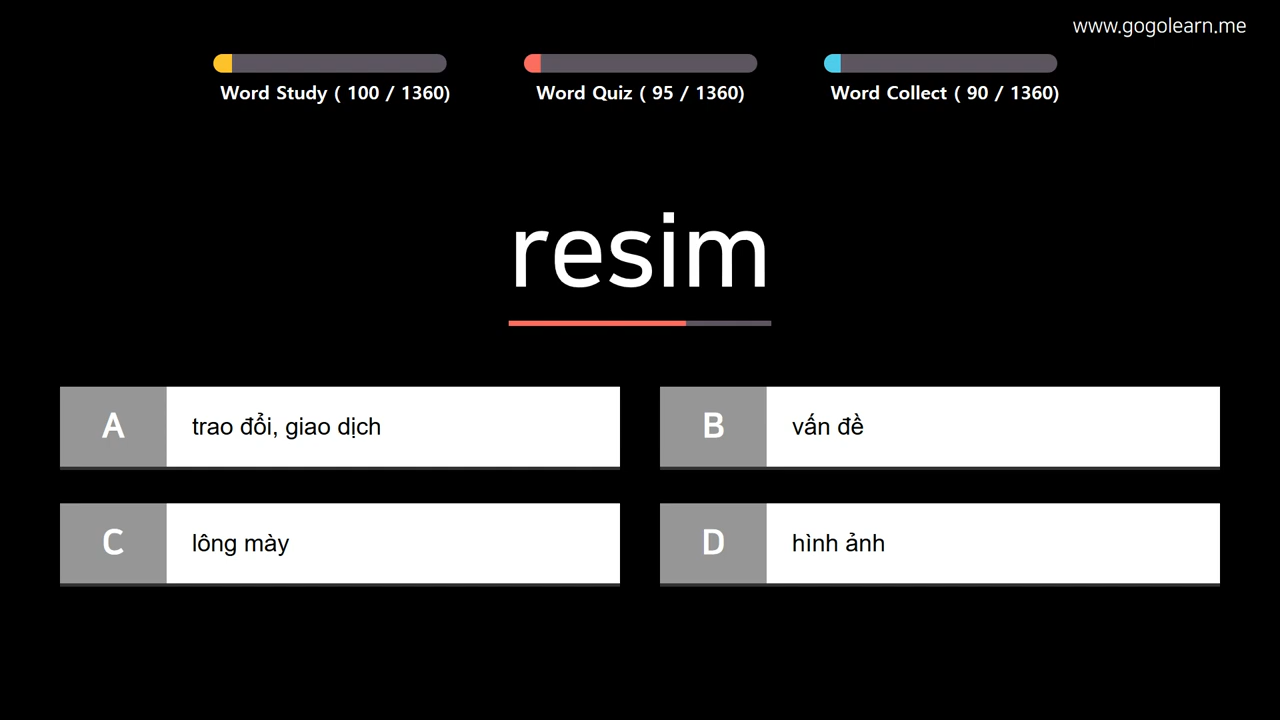 www.gogolearn.me
Word Study ( 100 / 1360)
Word Quiz ( 95 / 1360)
Word Collect ( 90 / 1360)
resim
A trao đổi, giao dịch
B vấn đề
C lông mày
D hình ảnh